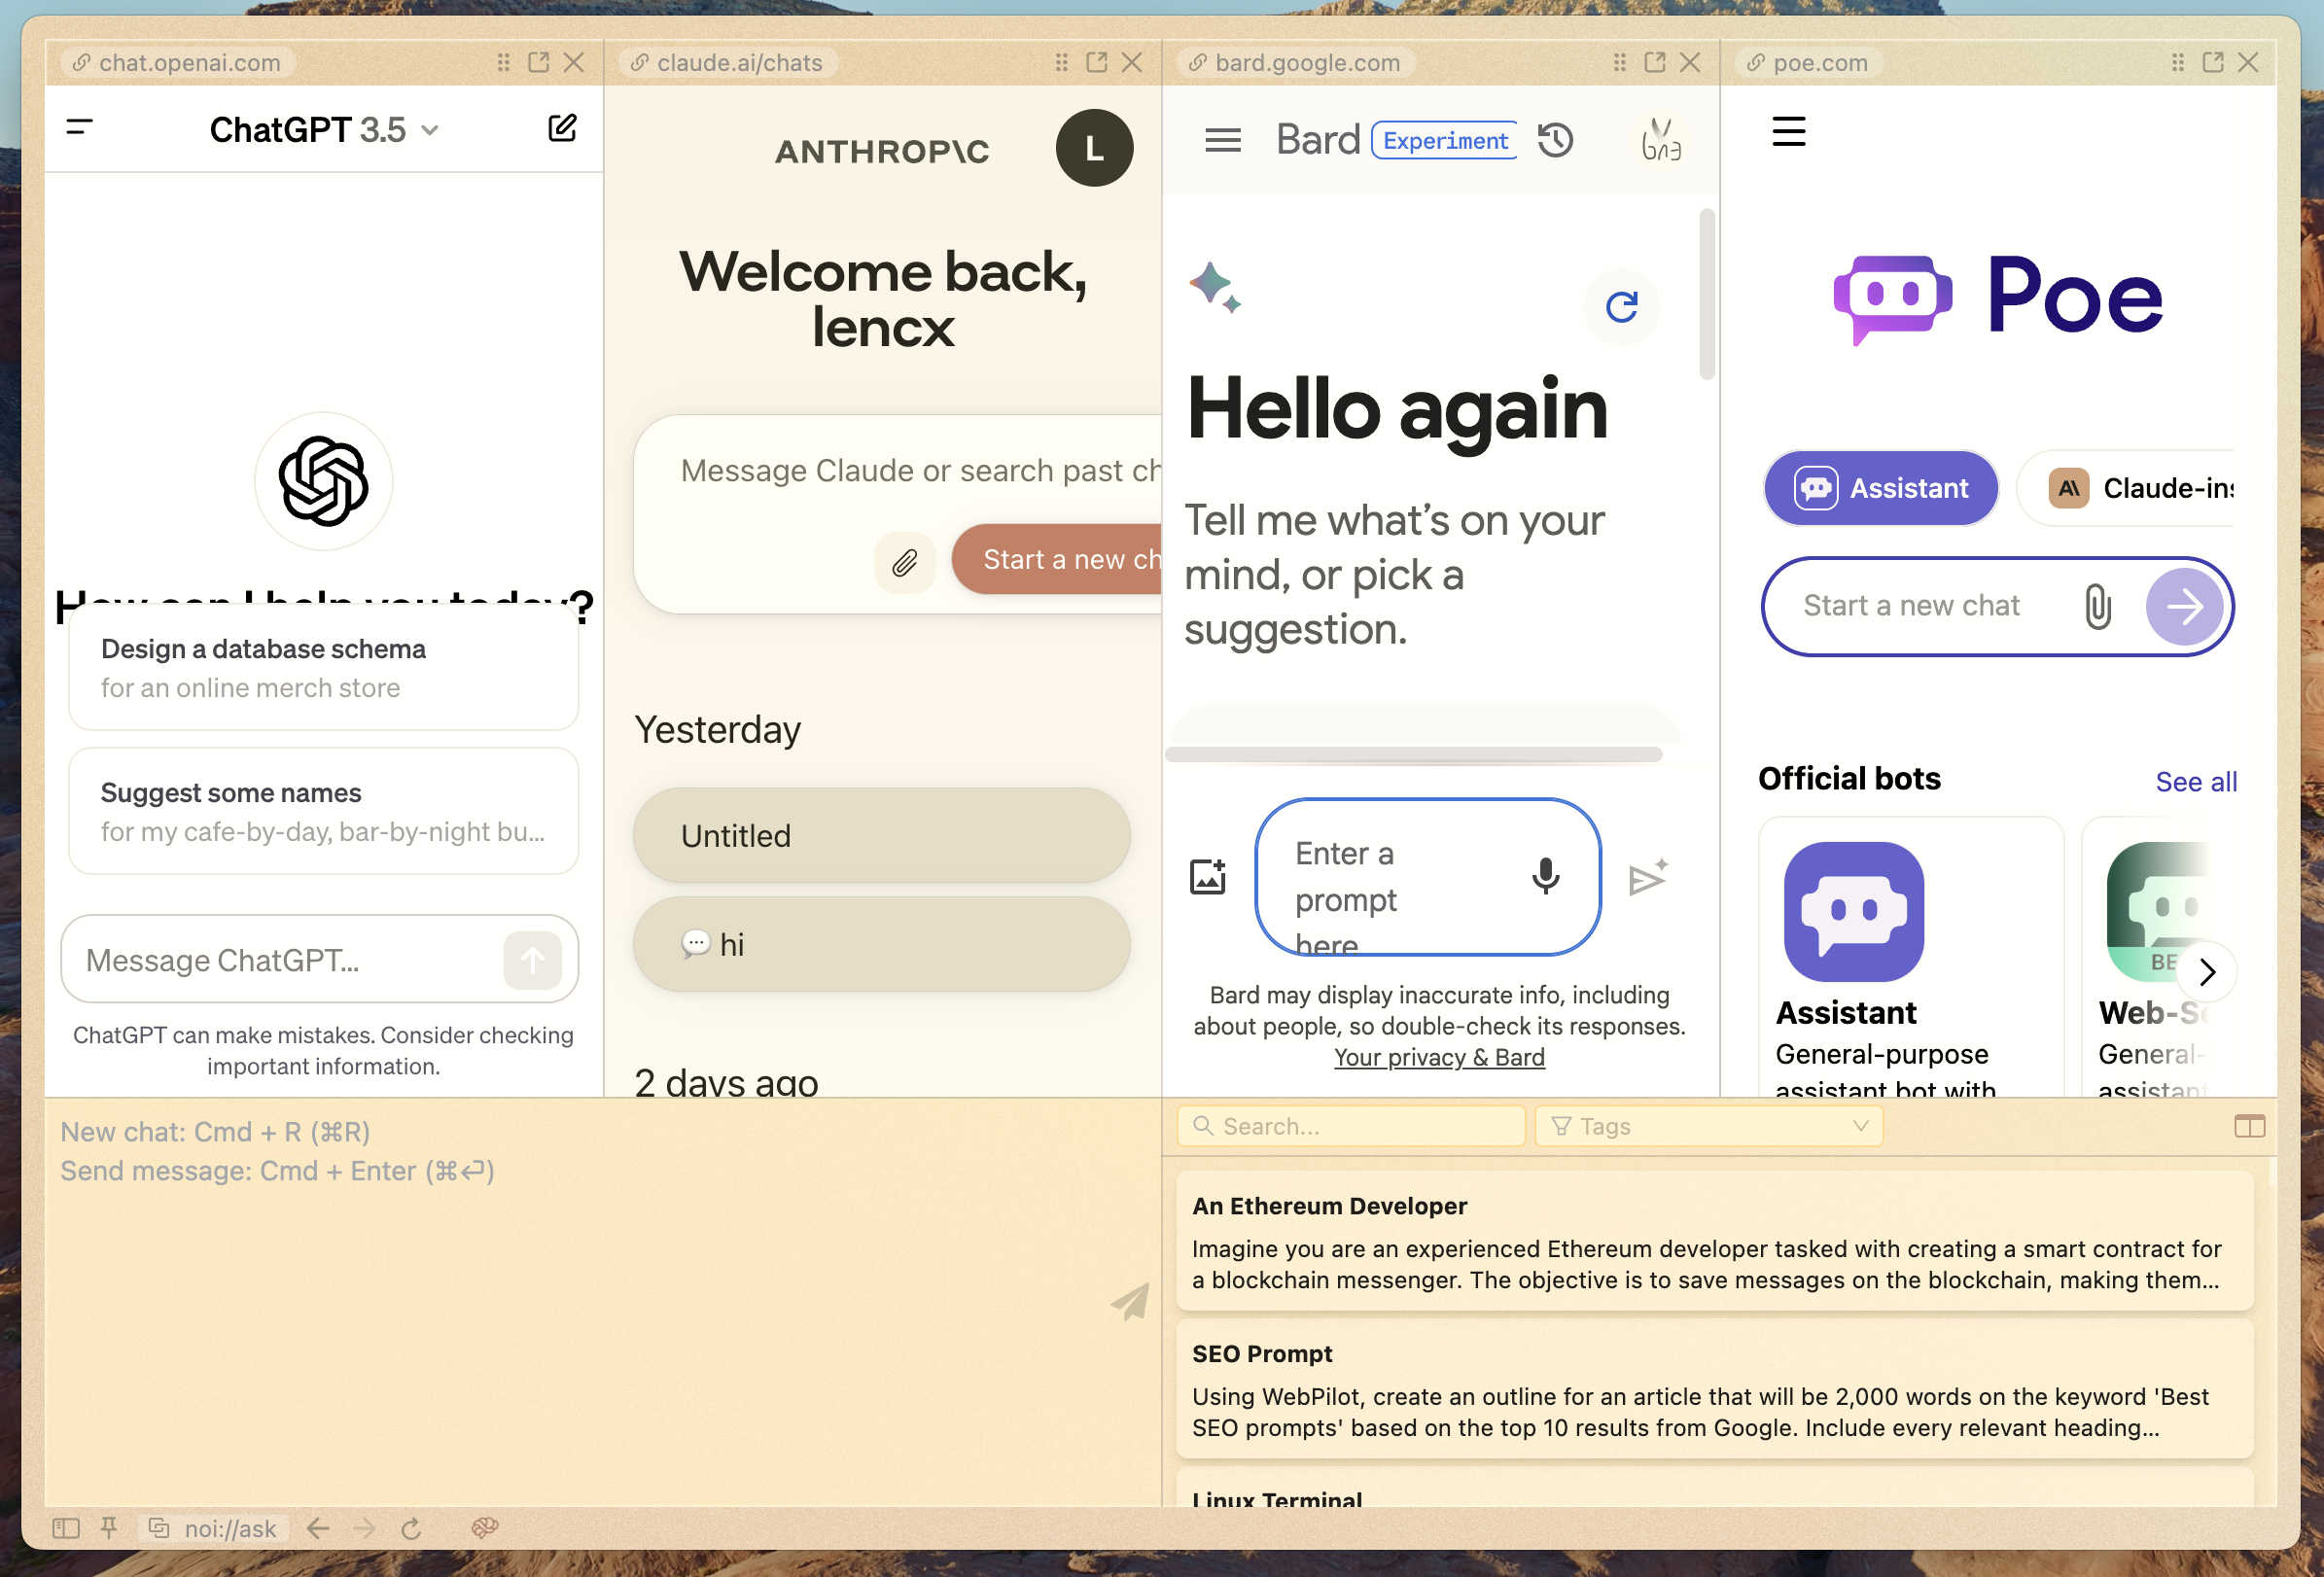 chat.openai.com
ChatGPT 3.5
How can I help you today?
Design a database schema
for an online merch store
Suggest some names
for my cafe-by-day, bar-by-night bu...
Message ChatGPT...
ChatGPT can make mistakes. Consider checking
important information.
claude.ai/chats
ANTHROP\C
L
Welcome back,
lencx
Message Claude or search past ch
Start a new ch
Yesterday
Untitled
💬 hi
2 days ago
bard.google.com
Bard Experiment
Hello again
Tell me what's on your
mind, or pick a
suggestion.
Enter a
prompt
here
Bard may display inaccurate info, including
about people, so double-check its responses.
Your privacy & Bard
poe.com
Poe
Assistant
A\ Claude-ins
Start a new chat
Official bots
See all
Assistant
General-purpose
assistant bot with
BE
Web-Se
General-
assistant
New chat: Cmd + R (⌘R)
Send message: Cmd + Enter (⌘⏎)
Search...
Tags
An Ethereum Developer
Imagine you are an experienced Ethereum developer tasked with creating a smart contract for
a blockchain messenger. The objective is to save messages on the blockchain, making them...
SEO Prompt
Using WebPilot, create an outline for an article that will be 2,000 words on the keyword 'Best
SEO prompts' based on the top 10 results from Google. Include every relevant heading...
Linux Terminal
noi://ask